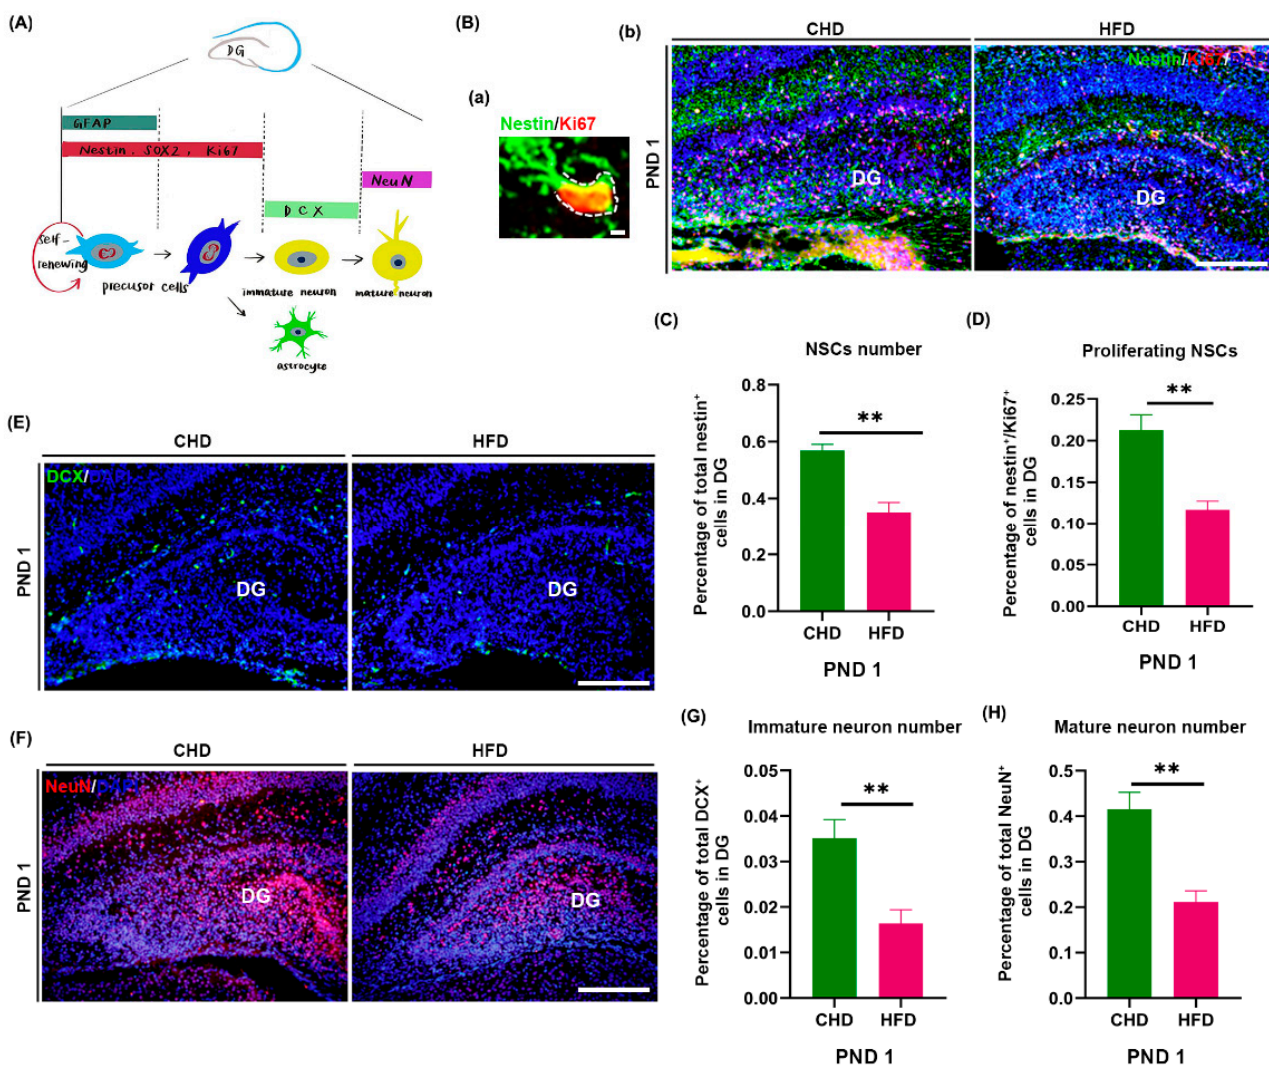 (A)
DG
GFAP
Nestin, SOX2, Ki67
NeuN
DCX
self-
renewing
precusor cells
immature neuron
mature neuron
astrocyte
(B)
(a)
Nestin/Ki67
(b)
CHD
HFD
PND 1
Nestin/Ki67/
DG
DG
(C)
NSCs number
Percentage of total nestin⁺
cells in DG
0.8
0.6
0.4
0.2
0.0
**
CHD
HFD
PND 1
(D)
Proliferating NSCs
Percentage of nestin⁺/Ki67⁺
cells in DG
0.25
0.20
0.15
0.10
0.05
0.00
**
CHD
HFD
PND 1
(E)
CHD
HFD
PND 1
DCX/DAPI
DG
DG
(F)
CHD
HFD
PND 1
NeuN/DAPI
DG
DG
(G)
Immature neuron number
Percentage of total DCX⁺
cells in DG
0.05
0.04
0.03
0.02
0.01
0.00
**
CHD
HFD
PND 1
(H)
Mature neuron number
Percentage of total NeuN⁺
cells in DG
0.5
0.4
0.3
0.2
0.1
0.0
**
CHD
HFD
PND 1